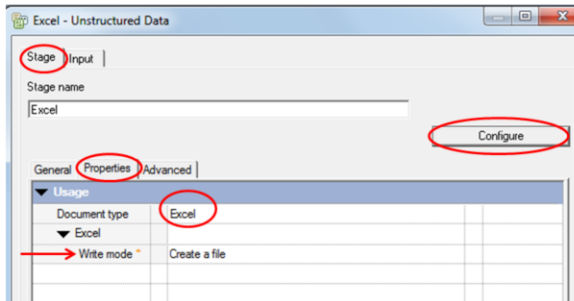 Excel - Unstructured Data
Stage Input
Stage name
Excel
Configure
General Properties Advanced
Usage
Document type Excel
Excel
Write mode * Create a file